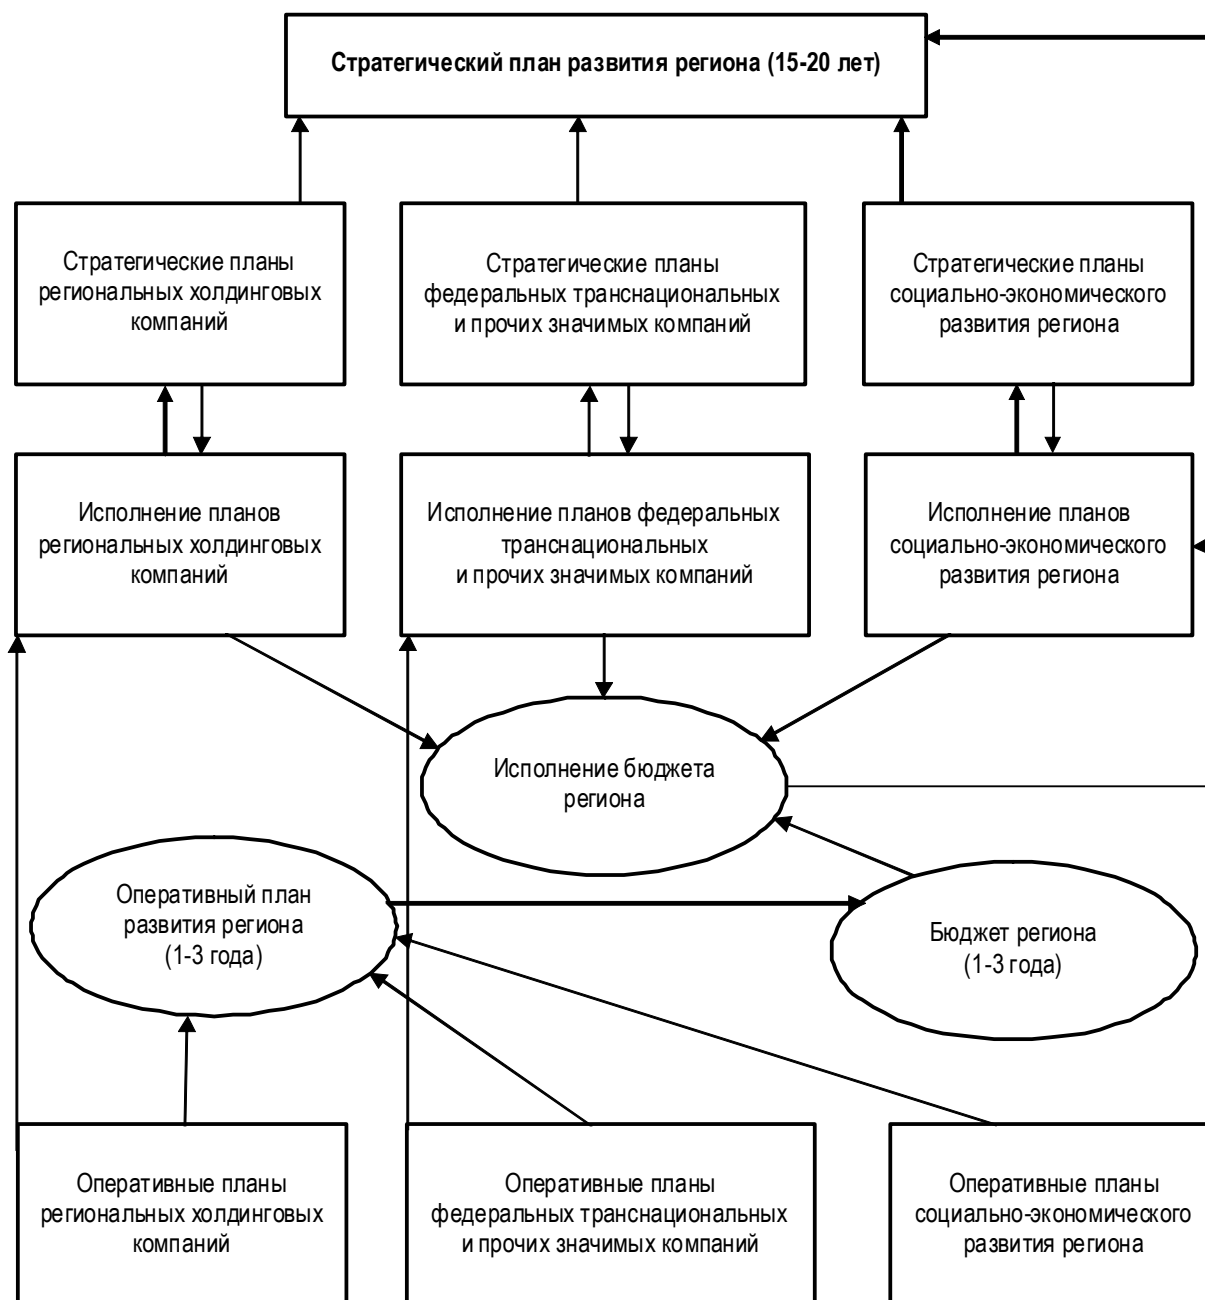 Стратегический план развития региона (15-20 лет)
Стратегические планы
региональных холдинговых
компаний
Стратегические планы
федеральных транснациональных
и прочих значимых компаний
Стратегические планы
социально-экономического
развития региона
Исполнение планов
региональных холдинговых
компаний
Исполнение планов федеральных
транснациональных
и прочих значимых компаний
Исполнение планов
социально-экономического
развития региона
Исполнение бюджета
региона
Оперативный план
развития региона
(1-3 года)
Бюджет региона
(1-3 года)
Оперативные планы
региональных холдинговых
компаний
Оперативные планы
федеральных транснациональных
и прочих значимых компаний
Оперативные планы
социально-экономического
развития региона